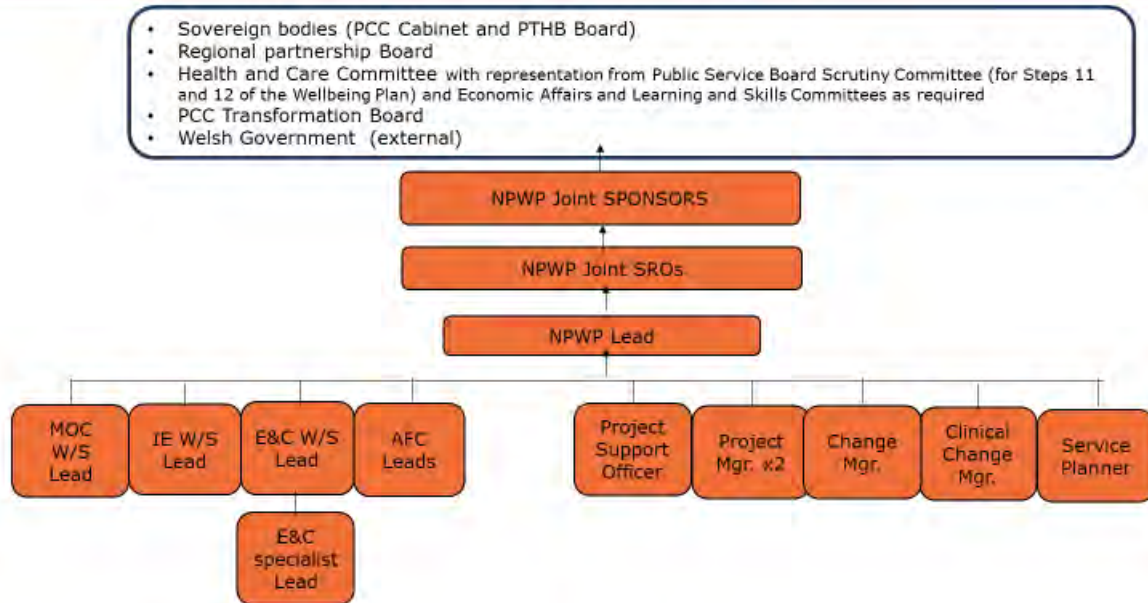 • Sovereign bodies (PCC Cabinet and PTHB Board)
• Regional partnership Board
• Health and Care Committee with representation from Public Service Board Scrutiny Committee (for Steps 11
and 12 of the Wellbeing Plan) and Economic Affairs and Learning and Skills Committees as required
• PCC Transformation Board
• Welsh Government (external)
NPWP Joint SPONSORS
NPWP Joint SROs
NPWP Lead
MOC
W/S
Lead
IE W/S
Lead
E&C W/S
Lead
AFC
Leads
Project
Support
Officer
Project
Mgr. x2
Change
Mgr.
Clinical
Change
Mgr.
Service
Planner
E&C
specialist
Lead